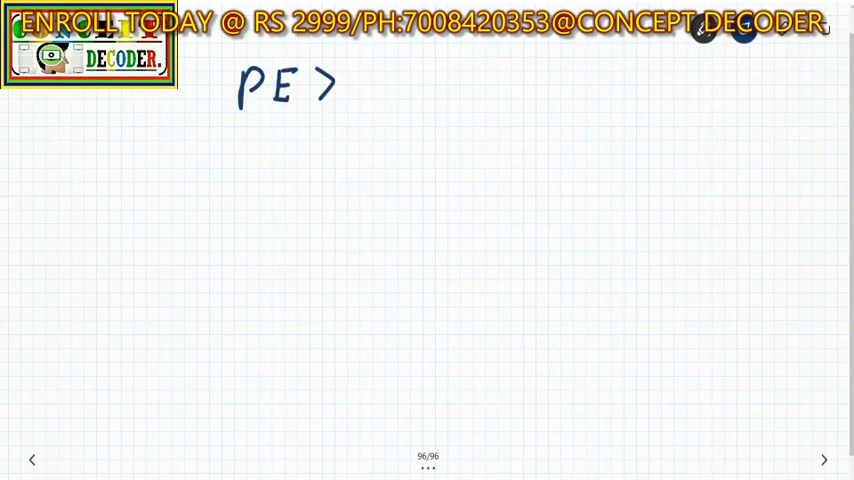 ENROLL TODAY @ RS 2999/PH:7008420353@CONCEPT DECODER,
DECODER.
PE >
96/96